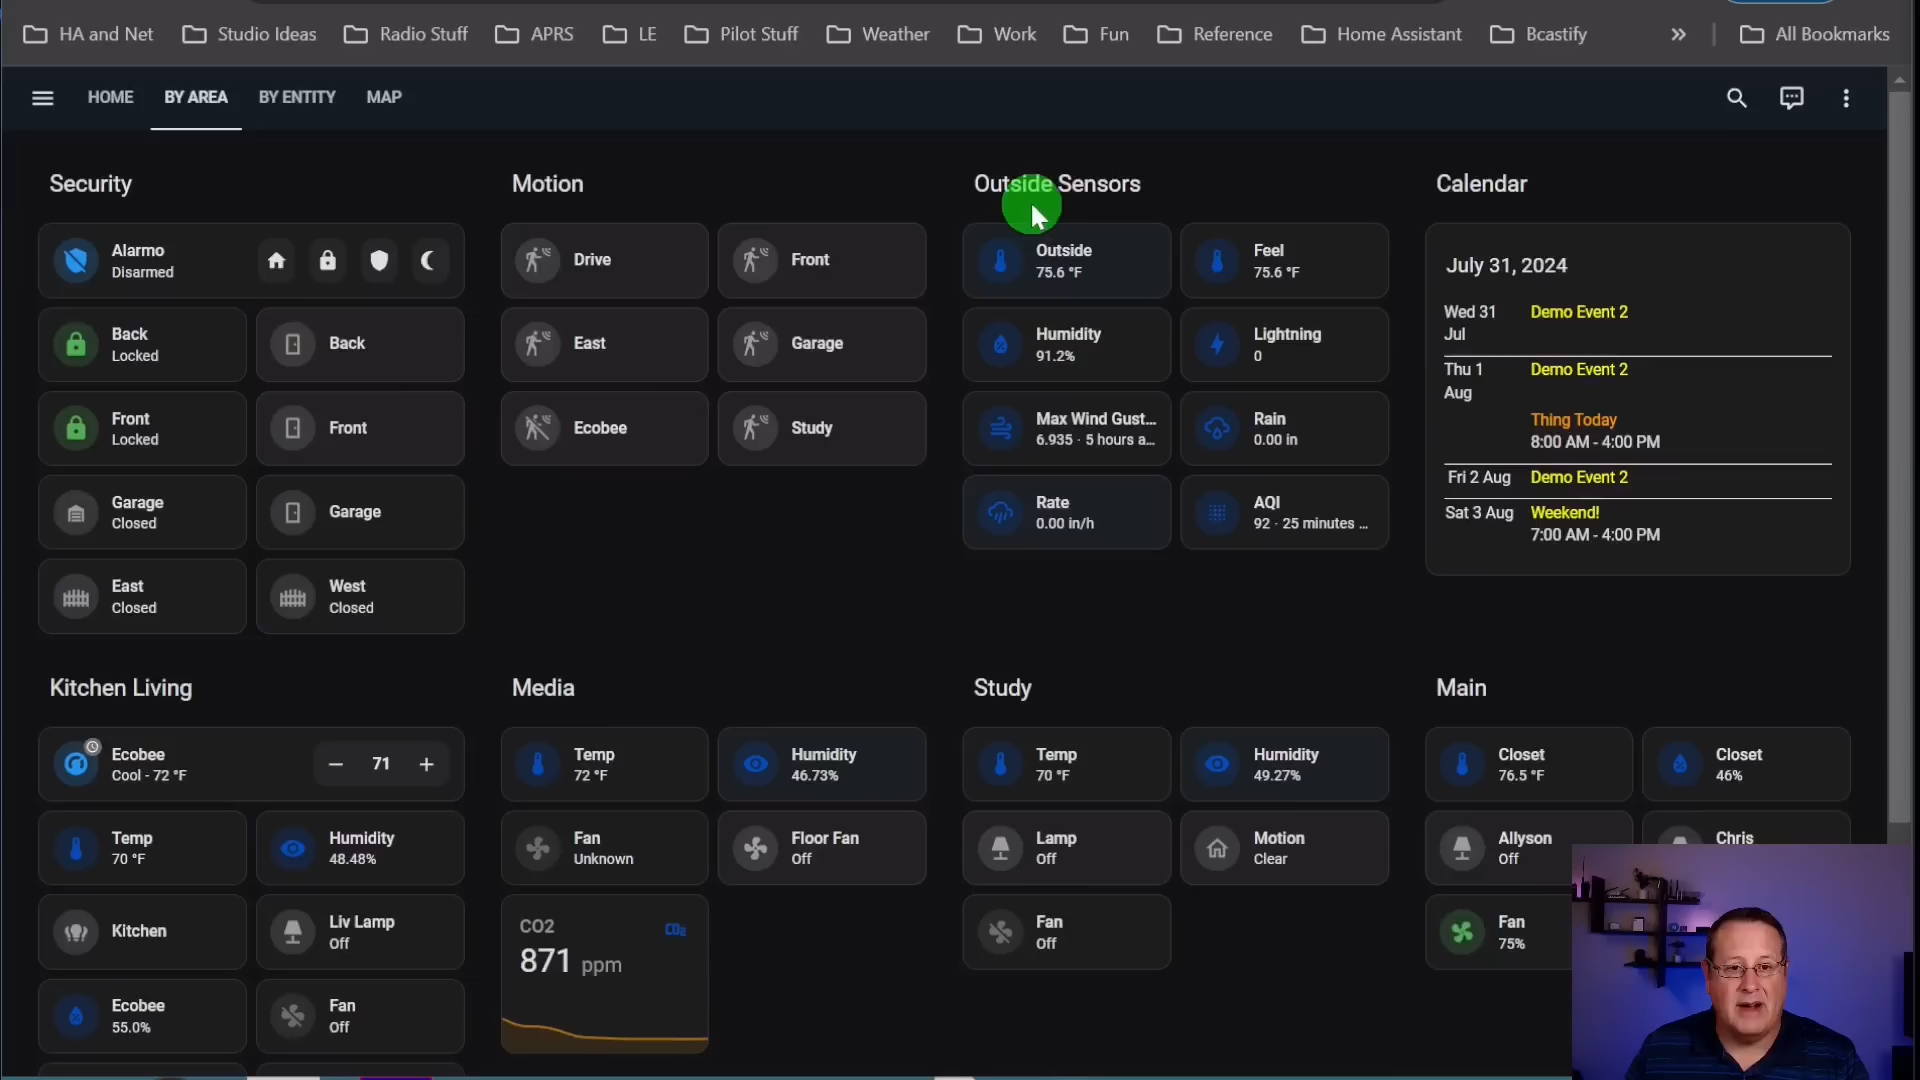 HA and Net
Studio Ideas
Radio Stuff
APRS
LE
Pilot Stuff
Weather
Work
Fun
Reference
Home Assistant
Bcastify
»
All Bookmarks
HOME
BY AREA
BY ENTITY
MAP
Security
Alarmo
Disarmed
Back
Locked
Back
Front
Locked
Front
Garage
Closed
Garage
East
Closed
West
Closed
Motion
Drive
Front
East
Garage
Ecobee
Study
Outside Sensors
Outside
75.6 °F
Feel
75.6 °F
Humidity
91.2%
Lightning
0
Max Wind Gust...
6.935 · 5 hours a...
Rain
0.00 in
Rate
0.00 in/h
AQI
92 · 25 minutes ...
Calendar
July 31, 2024
Wed 31
Jul
Demo Event 2
Thu 1
Aug
Demo Event 2
Thing Today
8:00 AM - 4:00 PM
Fri 2 Aug
Demo Event 2
Sat 3 Aug
Weekend!
7:00 AM - 4:00 PM
Kitchen Living
Ecobee
Cool - 72 °F
− 71 +
Temp
70 °F
Humidity
48.48%
Kitchen
Liv Lamp
Off
Ecobee
55.0%
Fan
Off
Media
Temp
72 °F
Humidity
46.73%
Fan
Unknown
Floor Fan
Off
CO2
CO2
871 ppm
Study
Temp
70 °F
Humidity
49.27%
Lamp
Off
Motion
Clear
Fan
Off
Main
Closet
76.5 °F
Closet
46%
Allyson
Off
Chris
Fan
75%